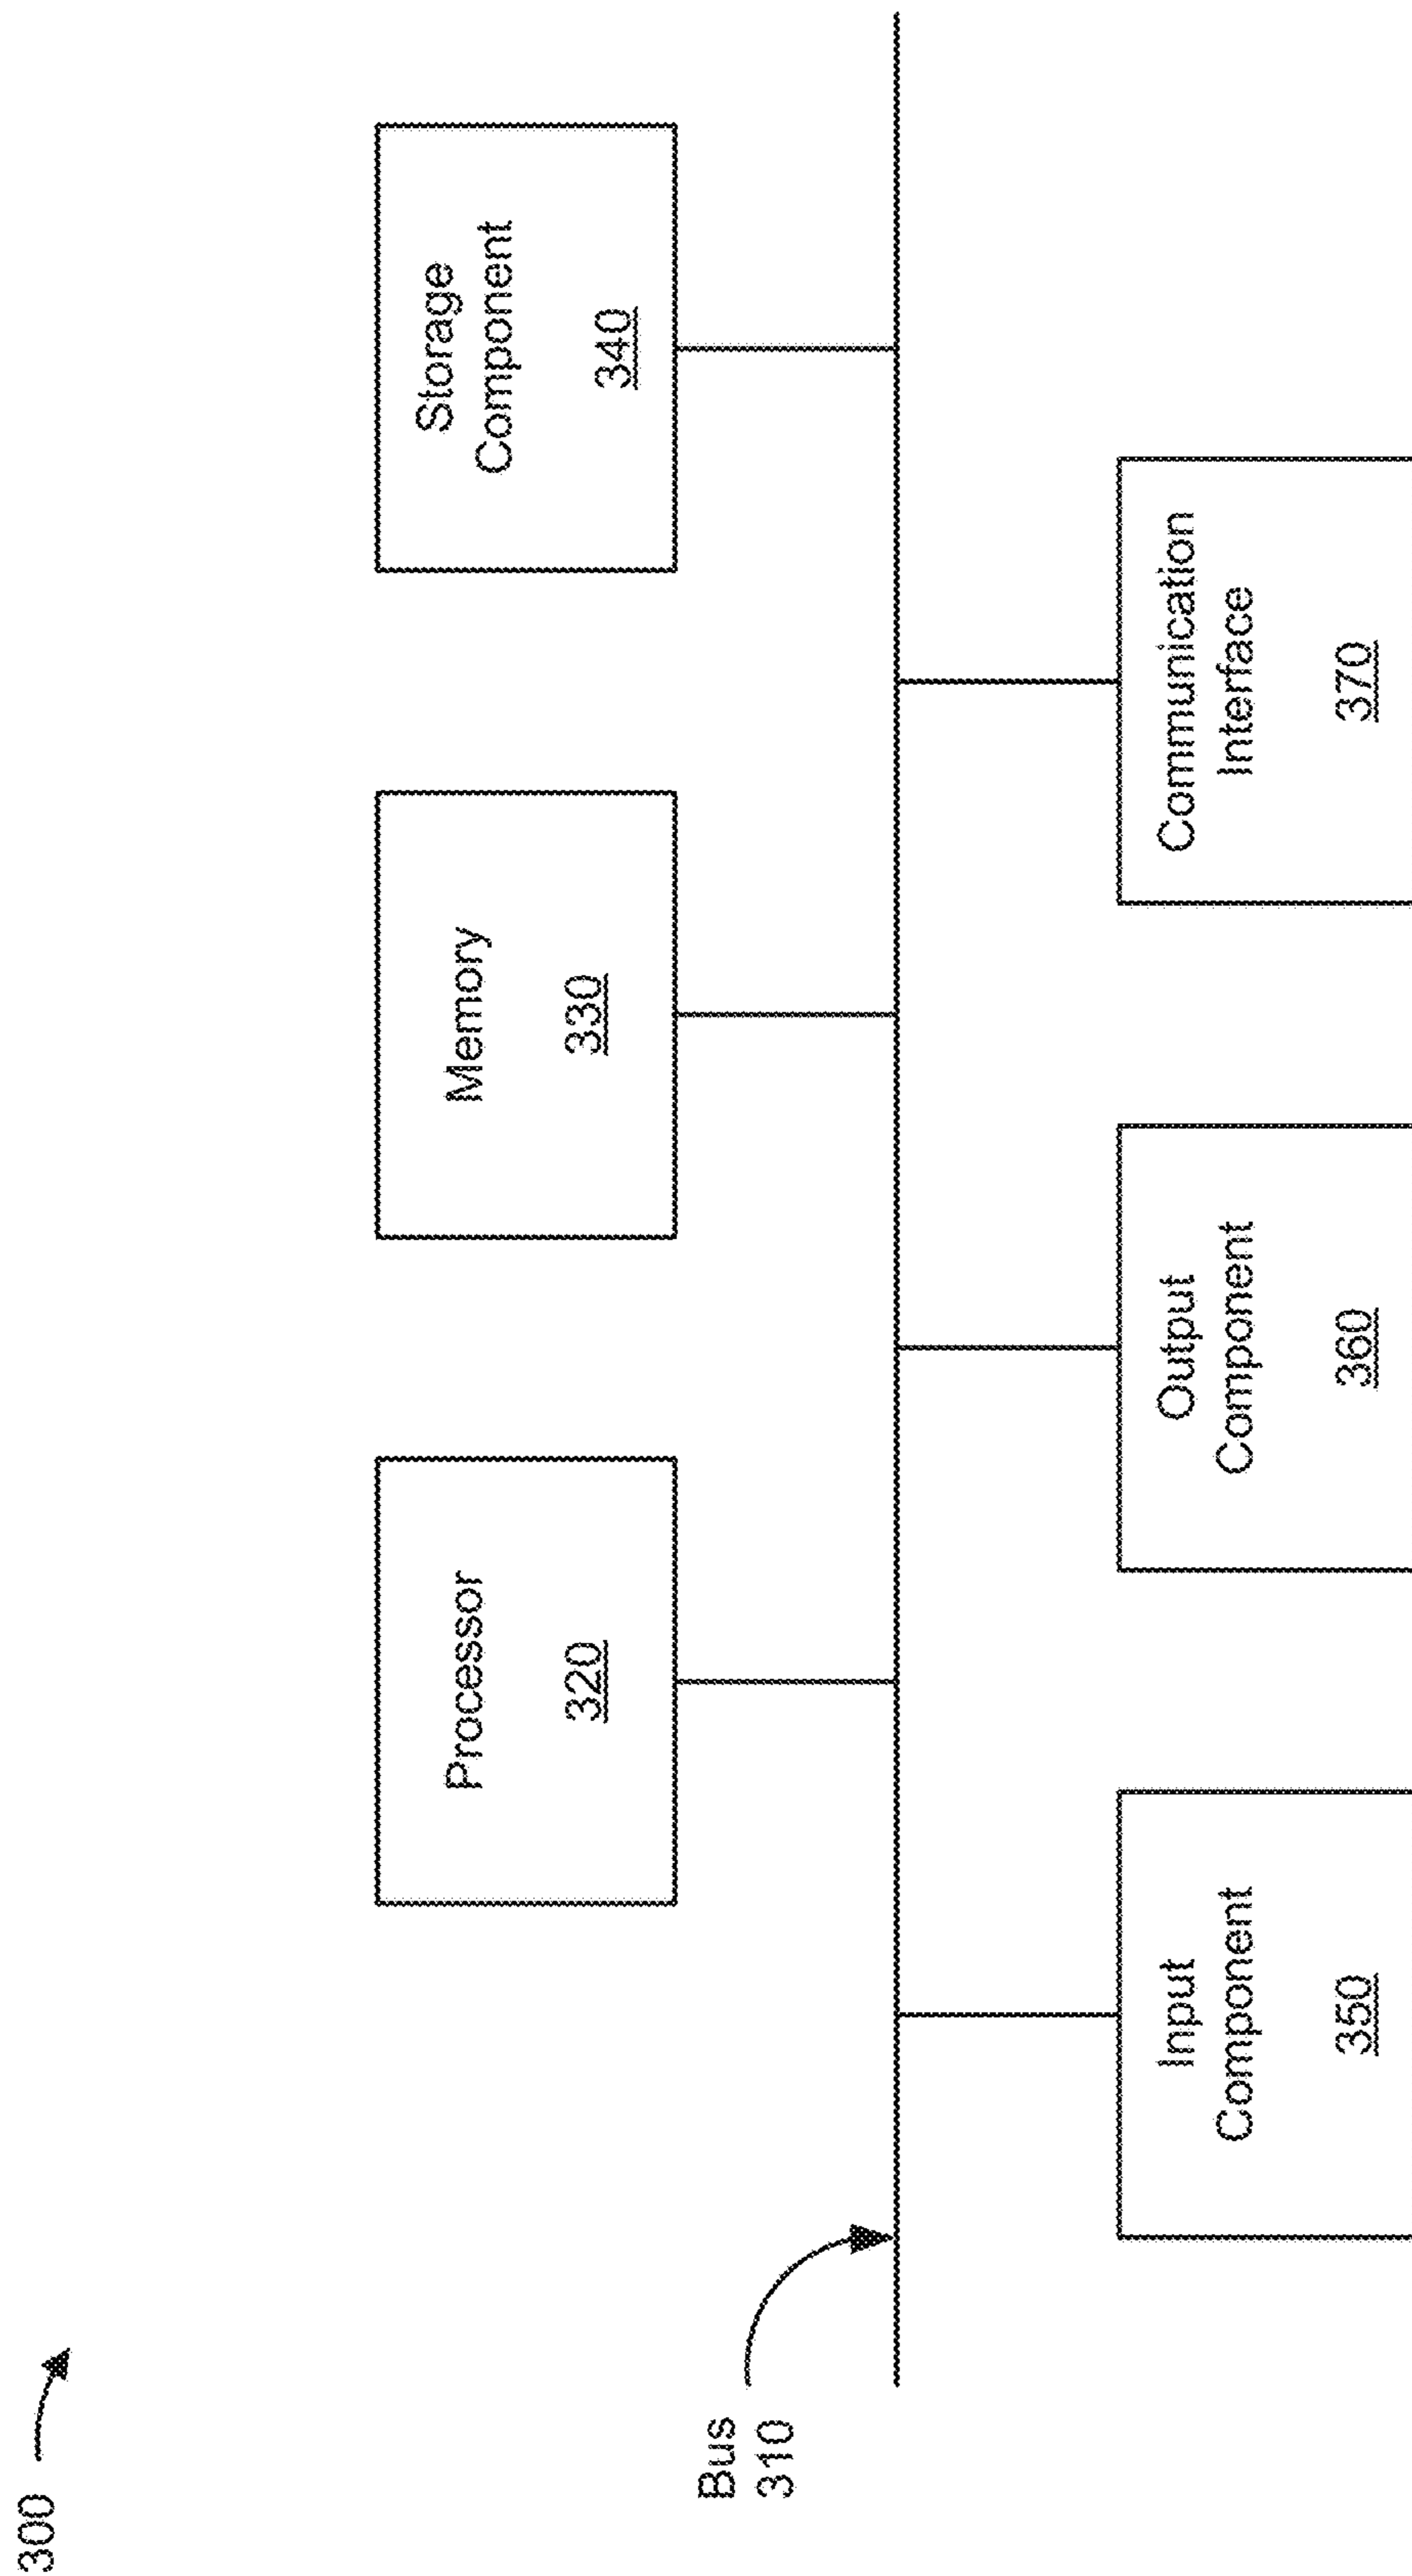 300
Processor
320
Memory
330
Storage
Component
340
Bus
310
Input
Component
350
Output
Component
360
Communication
Interface
370